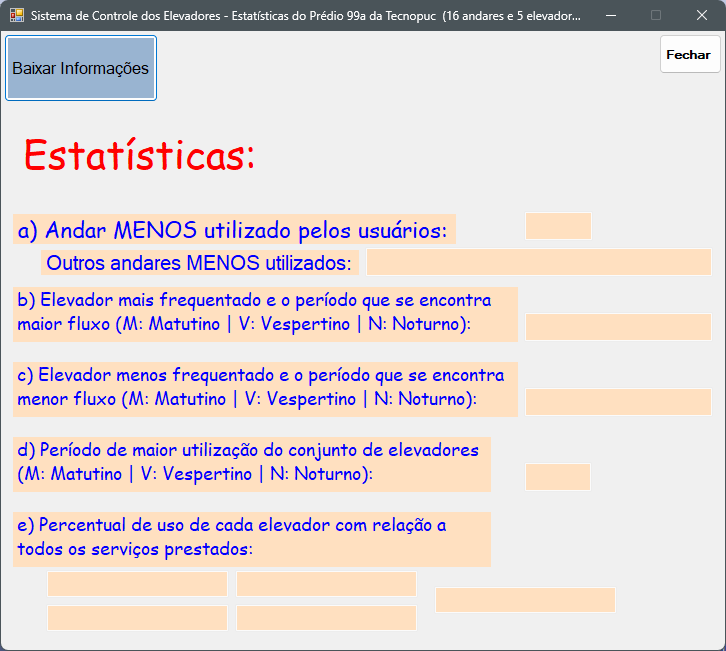 Sistema de Controle dos Elevadores - Estatísticas do Prédio 99a da Tecnopuc (16 andares e 5 elevador...
Baixar Informações
Fechar
Estatísticas:
a) Andar MENOS utilizado pelos usuários:
Outros andares MENOS utilizados:
b) Elevador mais frequentado e o período que se encontra
maior fluxo (M: Matutino | V: Vespertino | N: Noturno):
c) Elevador menos frequentado e o período que se encontra
menor fluxo (M: Matutino | V: Vespertino | N: Noturno):
d) Período de maior utilização do conjunto de elevadores
(M: Matutino | V: Vespertino | N: Noturno):
e) Percentual de uso de cada elevador com relação a
todos os serviços prestados: